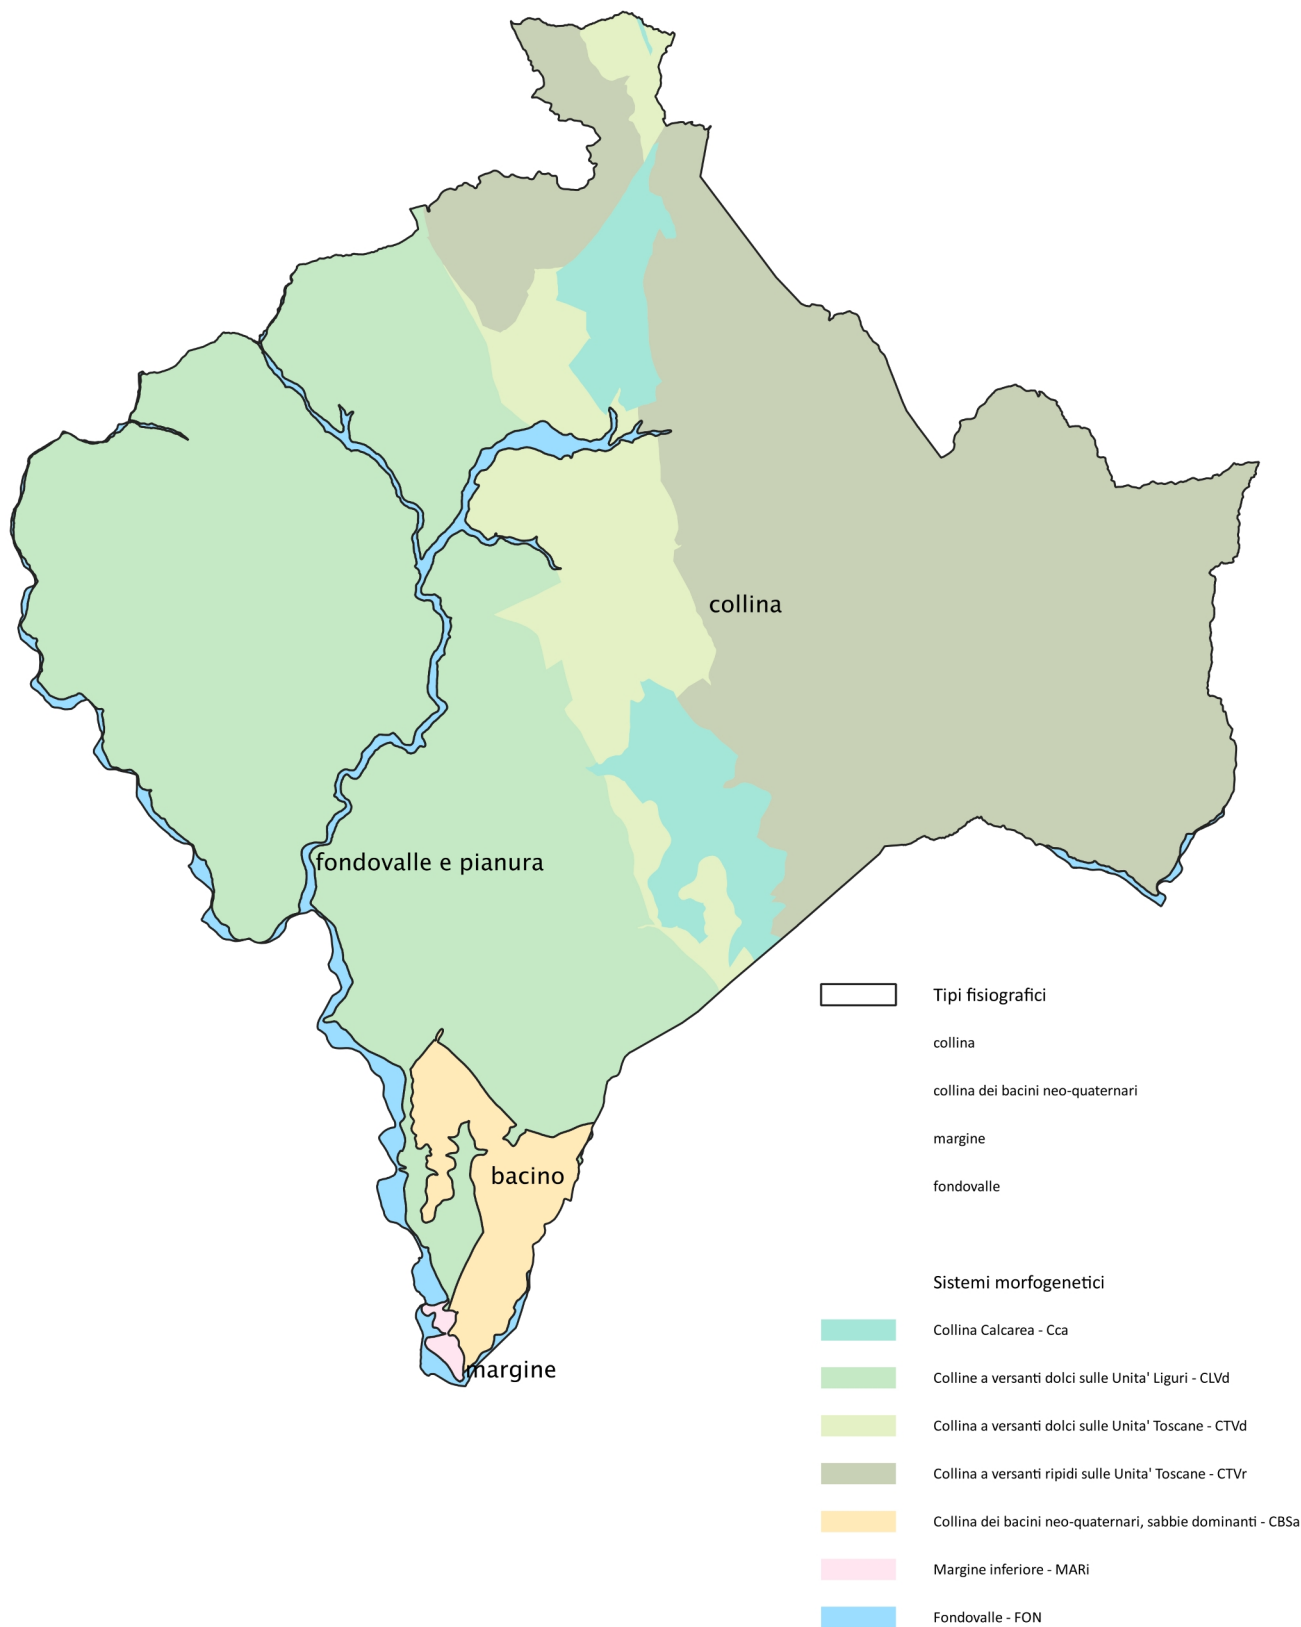 collina
fondovalle e pianura
bacino
margine
Tipi fisiografici
collina
collina dei bacini neo-quaternari
margine
fondovalle
Sistemi morfogenetici
Collina Calcarea - Cca
Colline a versanti dolci sulle Unita' Liguri - CLVd
Collina a versanti dolci sulle Unita' Toscane - CTVd
Collina a versanti ripidi sulle Unita' Toscane - CTVr
Collina dei bacini neo-quaternari, sabbie dominanti - CBSa
Margine inferiore - MARi
Fondovalle - FON